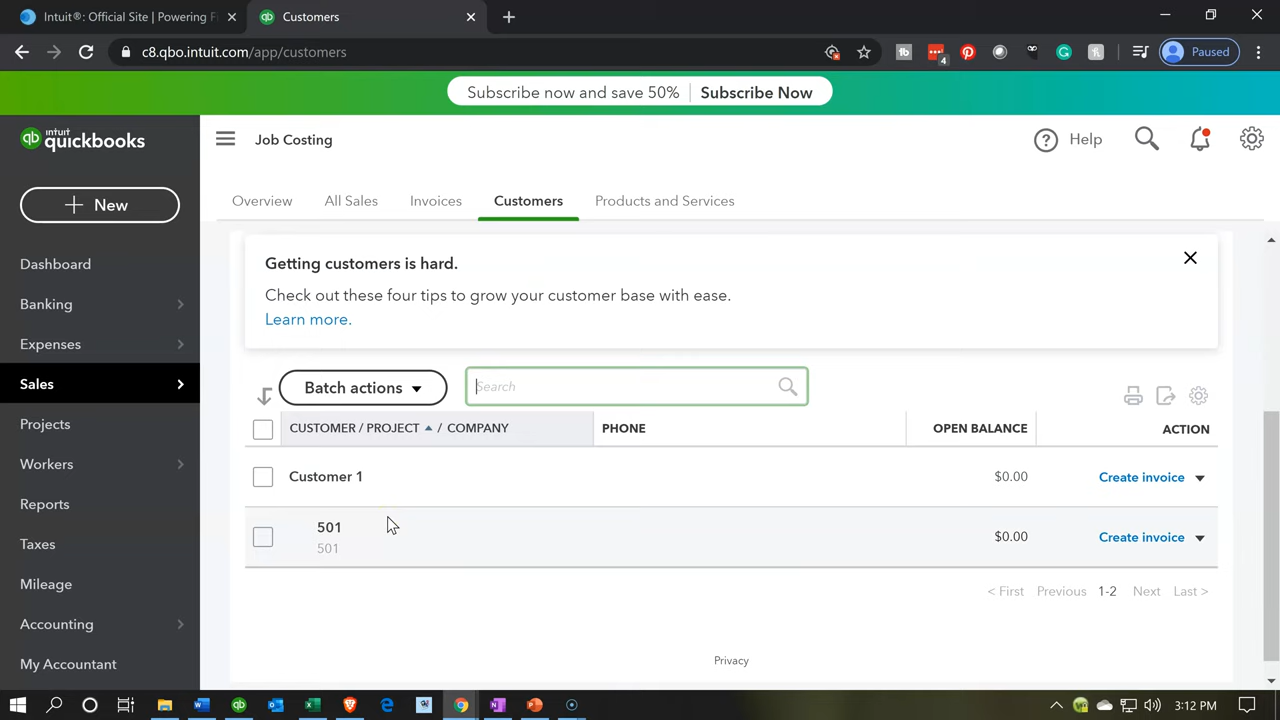 Intuit®: Official Site | Powering Fi
Customers
c8.qbo.intuit.com/app/customers
4
Paused
Subscribe now and save 50%
Subscribe Now
intuit
quickbooks
Job Costing
Help
New
Overview
All Sales
Invoices
Customers
Products and Services
Dashboard
Banking
Expenses
Sales
Projects
Workers
Reports
Taxes
Mileage
Accounting
My Accountant
Getting customers is hard.
Check out these four tips to grow your customer base with ease.
Learn more.
Batch actions
Search
CUSTOMER / PROJECT / COMPANY
PHONE
OPEN BALANCE
ACTION
Customer 1
$0.00
Create invoice
501
501
$0.00
Create invoice
< First Previous 1-2 Next Last >
Privacy
3:12 PM